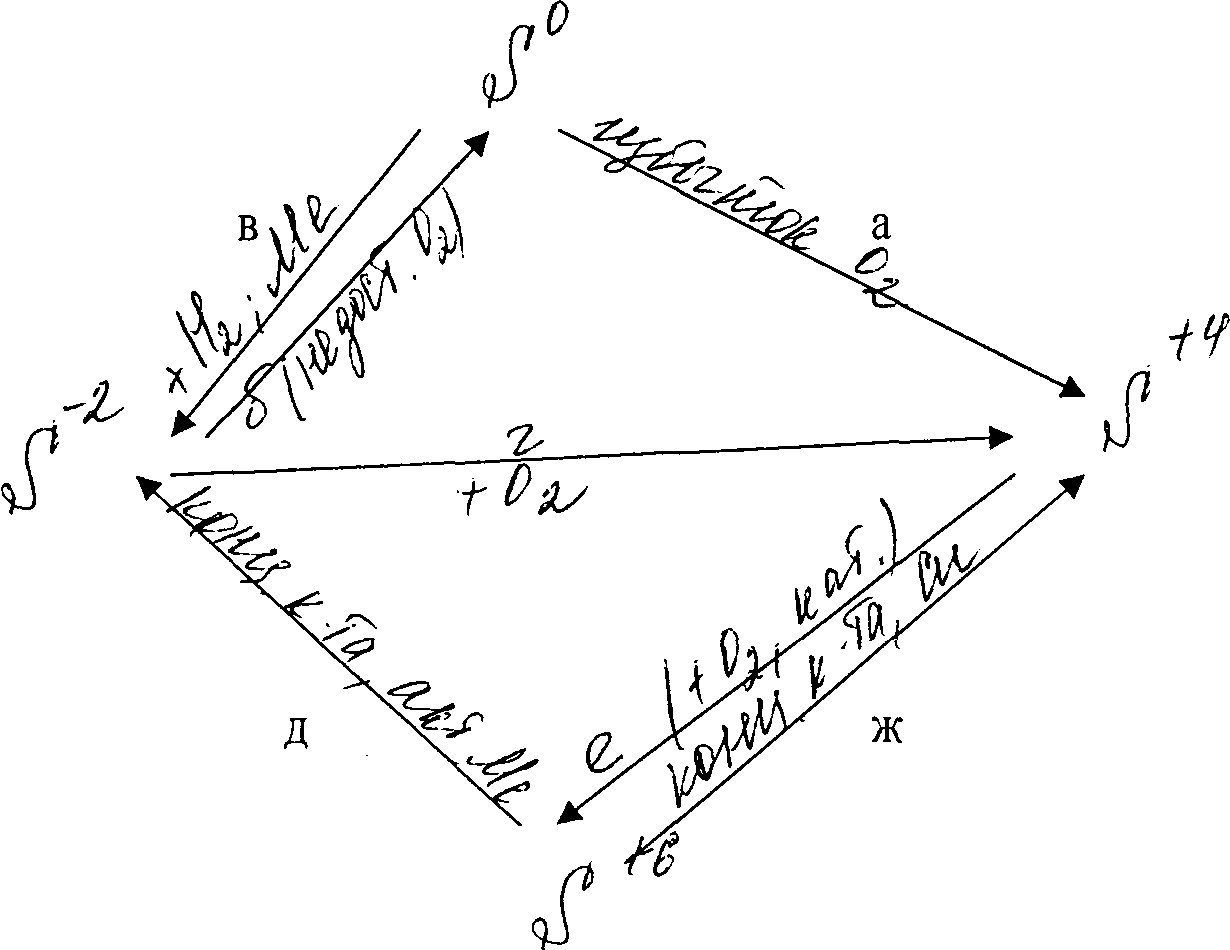 S⁰
избыток O₂
а
в
+ H₂, Me
б (недост. O₂)
S⁻²
S⁺⁴
г
+ O₂
конц. к-та, акт. Me
д
е (+ O₂, кат.)
конц. к-та, Cu
ж
S⁺⁶